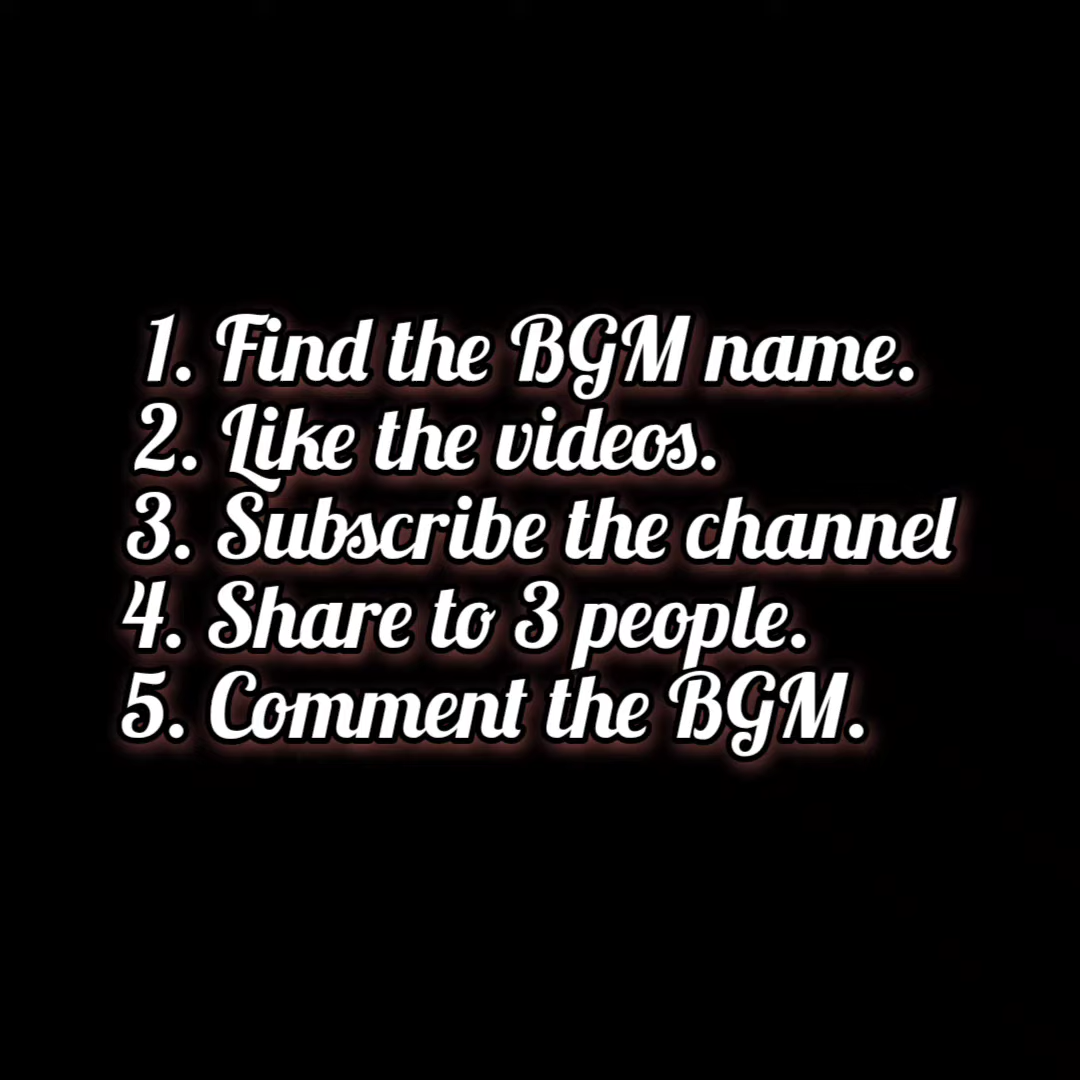 1. Find the BGM name.
2. Like the videos.
3. Subscribe the channel
4. Share to 3 people.
5. Comment the BGM.